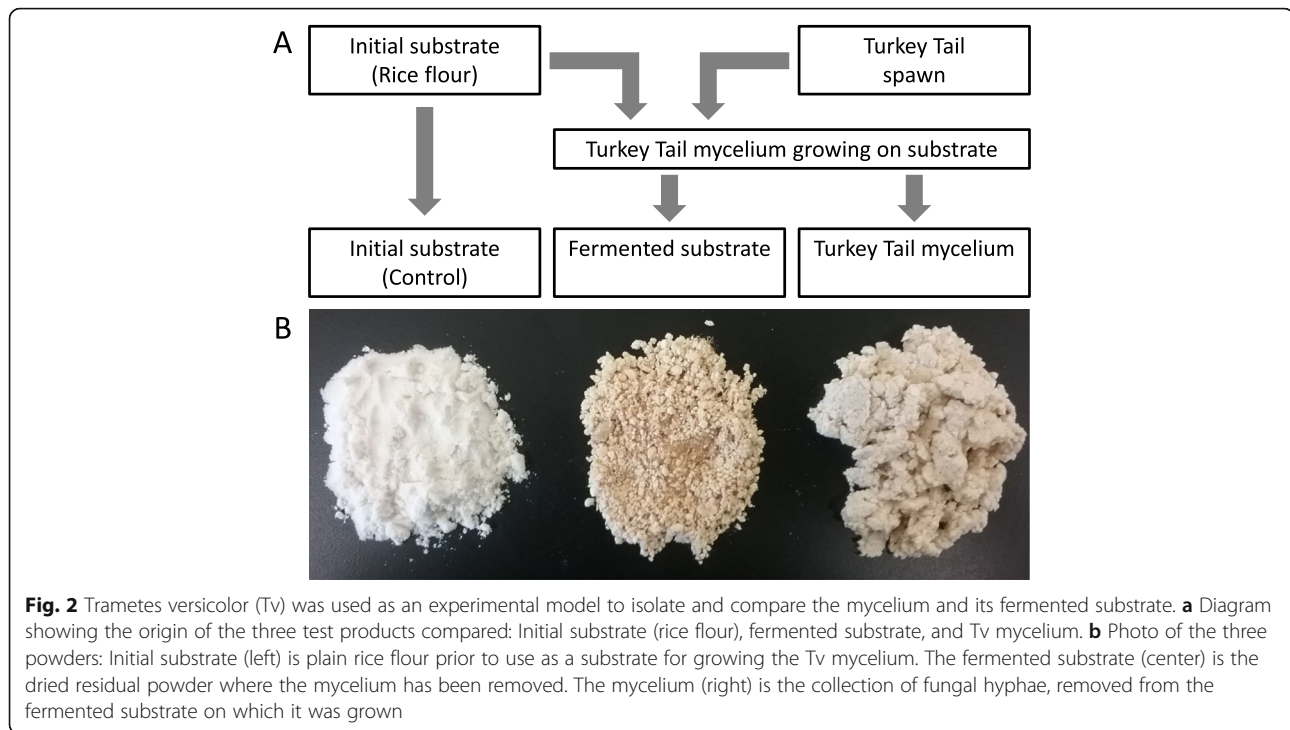 A
Initial substrate
(Rice flour)
Turkey Tail
spawn
Turkey Tail mycelium growing on substrate
Initial substrate
(Control)
Fermented substrate
Turkey Tail mycelium
B
Fig. 2 Trametes versicolor (Tv) was used as an experimental model to isolate and compare the mycelium and its fermented substrate. a Diagram
showing the origin of the three test products compared: Initial substrate (rice flour), fermented substrate, and Tv mycelium. b Photo of the three
powders: Initial substrate (left) is plain rice flour prior to use as a substrate for growing the Tv mycelium. The fermented substrate (center) is the
dried residual powder where the mycelium has been removed. The mycelium (right) is the collection of fungal hyphae, removed from the
fermented substrate on which it was grown